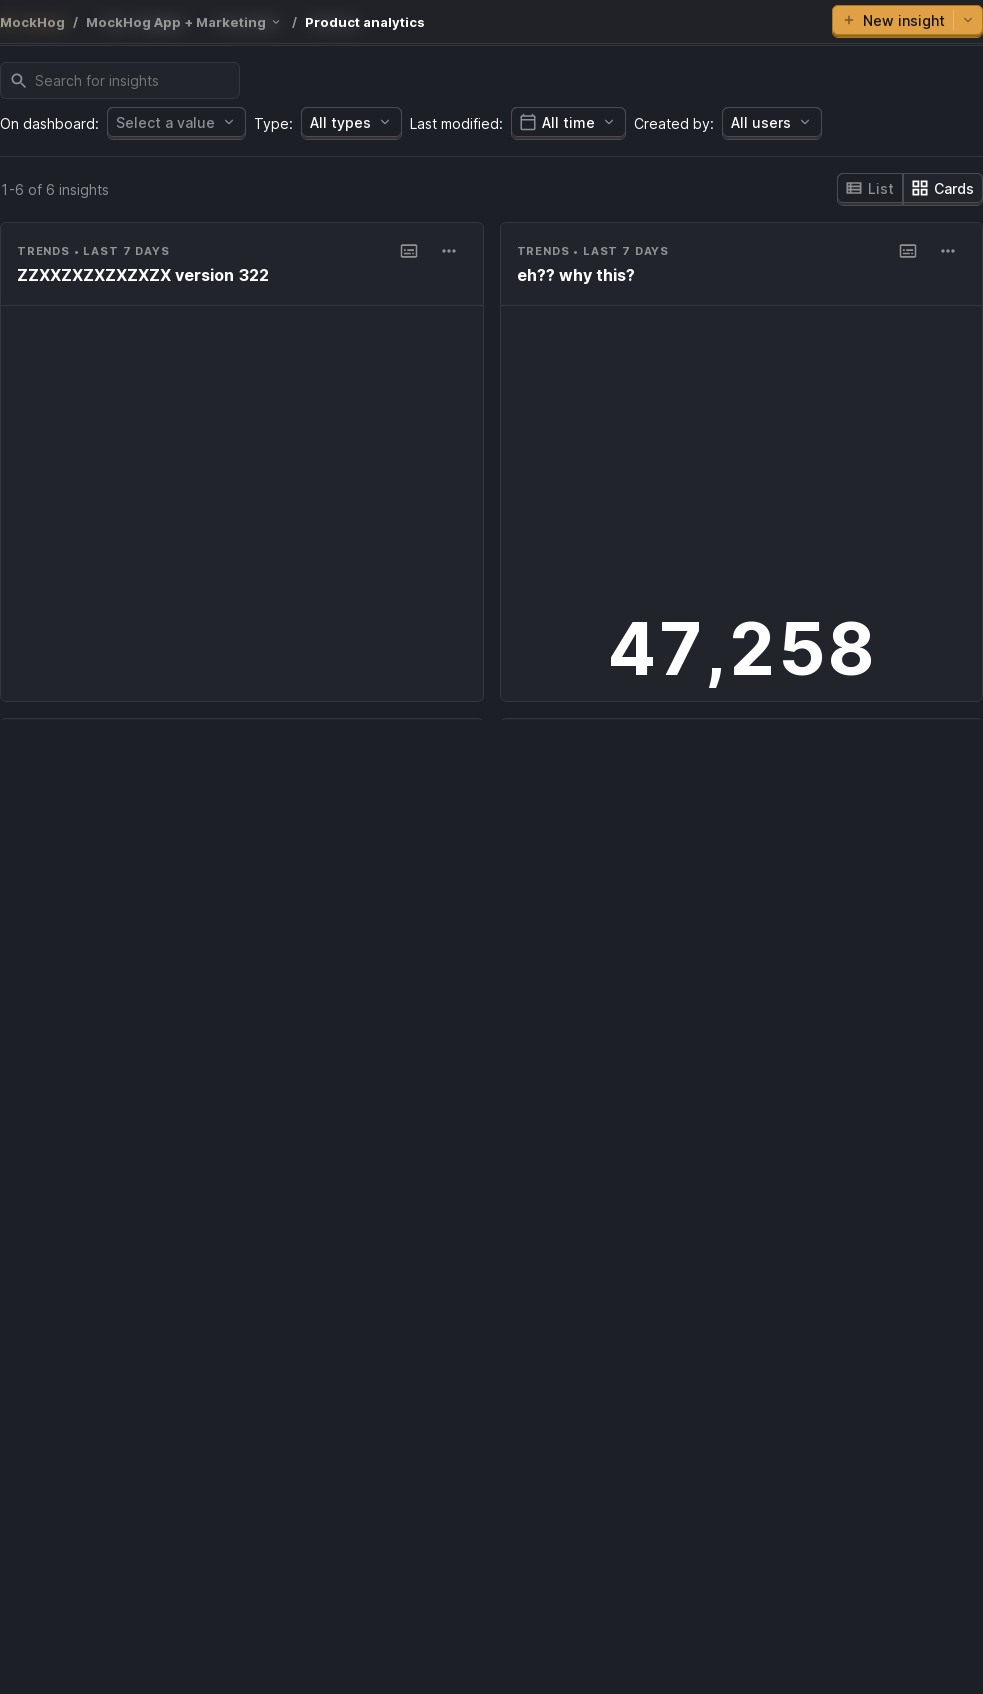 MockHog / MockHog App + Marketing / Product analytics
New insight
Search for insights
On dashboard: Select a value Type: All types Last modified: All time Created by: All users
1-6 of 6 insights
List Cards
TRENDS • LAST 7 DAYS
ZZXXZXZXZXZXZX version 322
TRENDS • LAST 7 DAYS
eh?? why this?
47,258